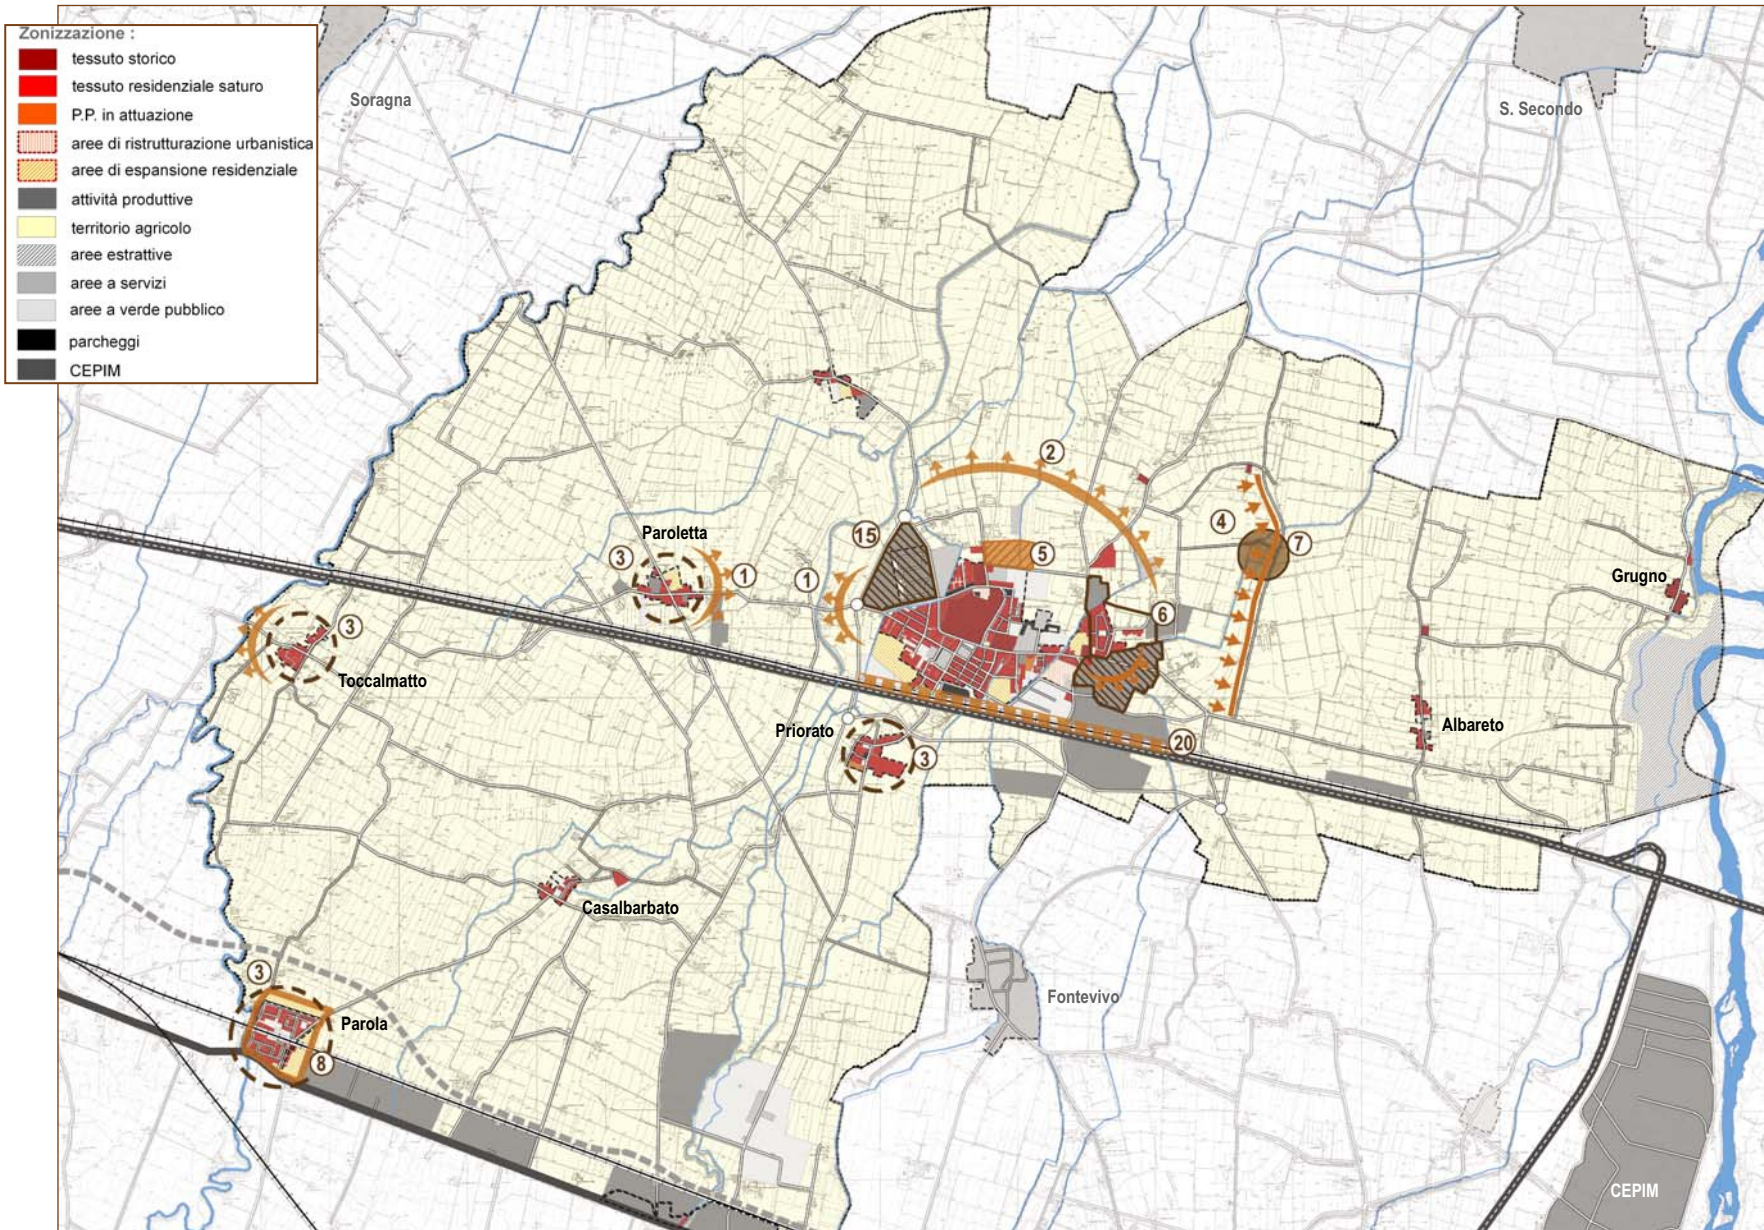 Zonizzazione :
tessuto storico
tessuto residenziale saturo
P.P. in attuazione
aree di ristrutturazione urbanistica
aree di espansione residenziale
attività produttive
territorio agricolo
aree estrattive
aree a servizi
aree a verde pubblico
parcheggi
CEPIM
Soragna
S. Secondo
2
Paroletta
15
4
7
3
1
1
5
Grugno
6
3
Toccalmatto
Priorato
20
Albareto
3
Casalbarbato
3
Fontevivo
Parola
8
CEPIM